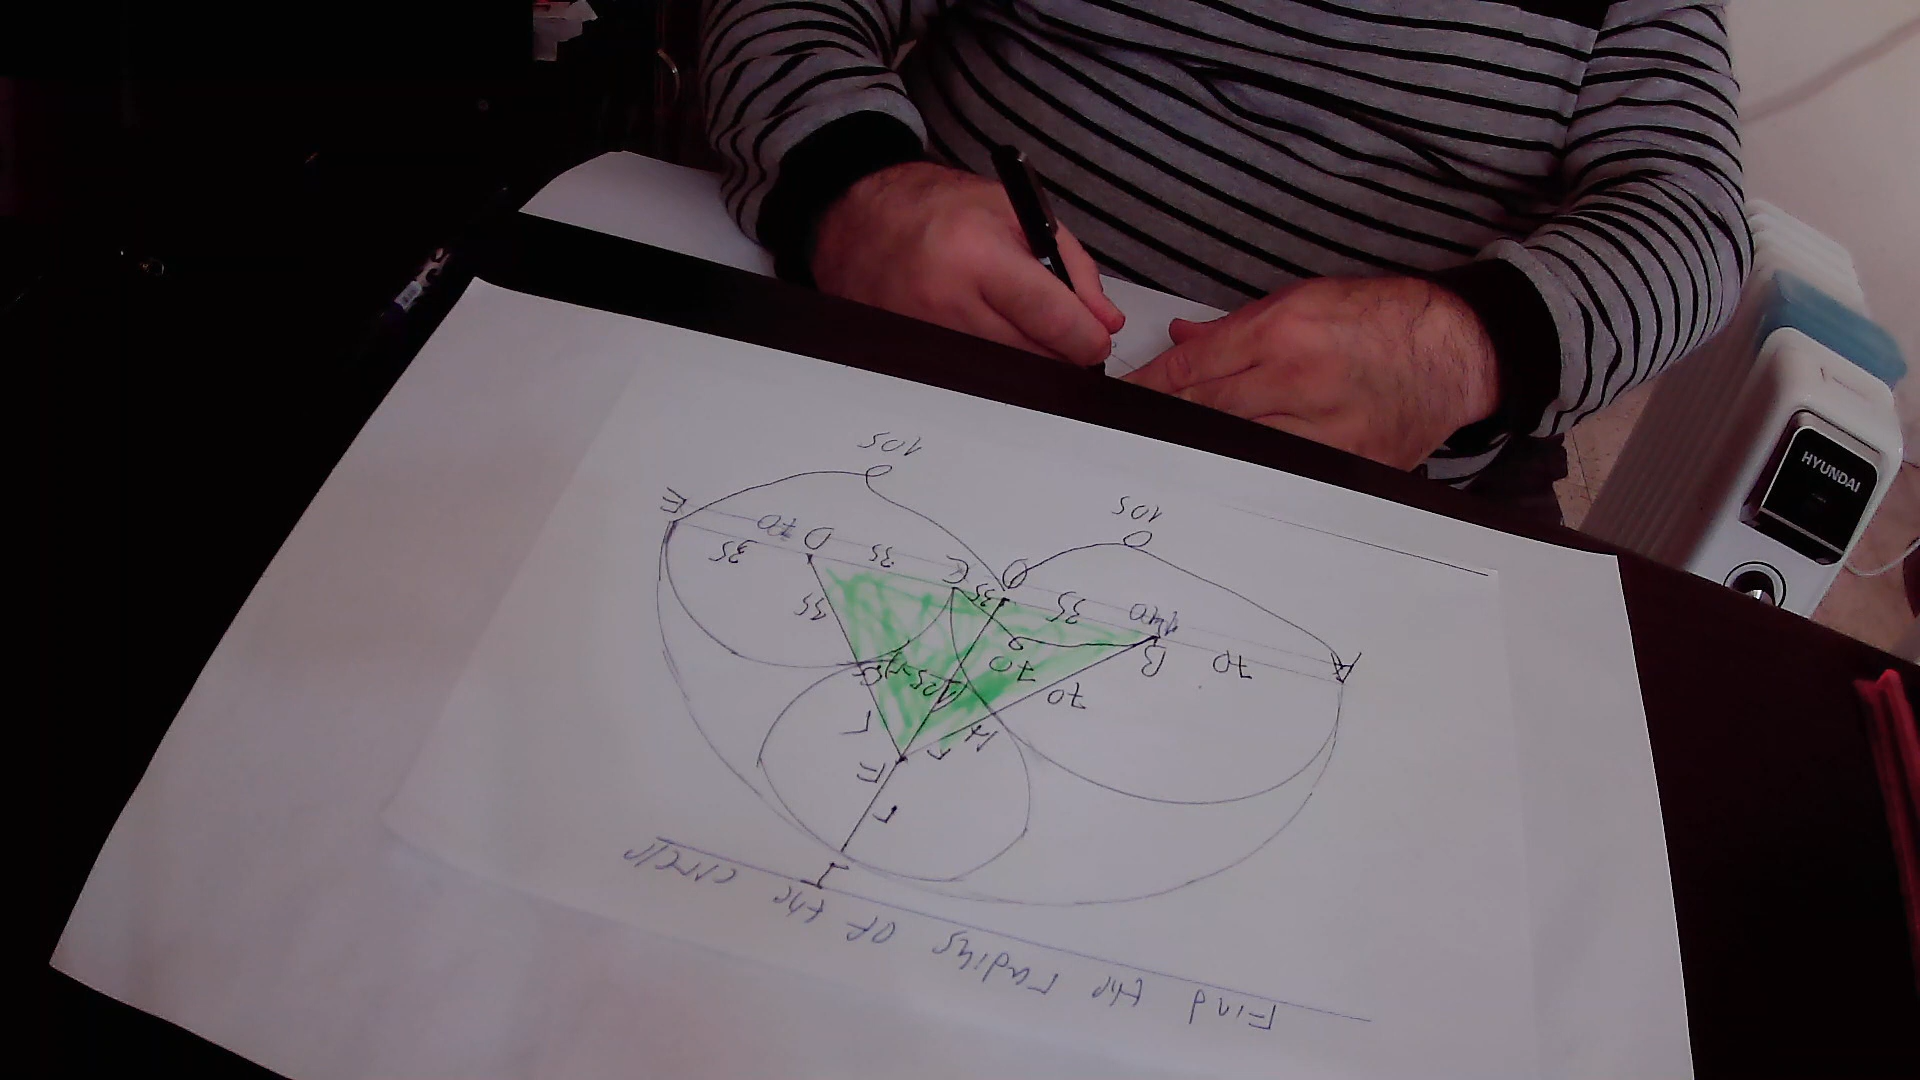 Find the radius of the circle
J
r
F
r
r
H
G
70
70
70
A
B
140
35
35
35
C
O
D
35
35
70
E
105
105
HYUNDAI